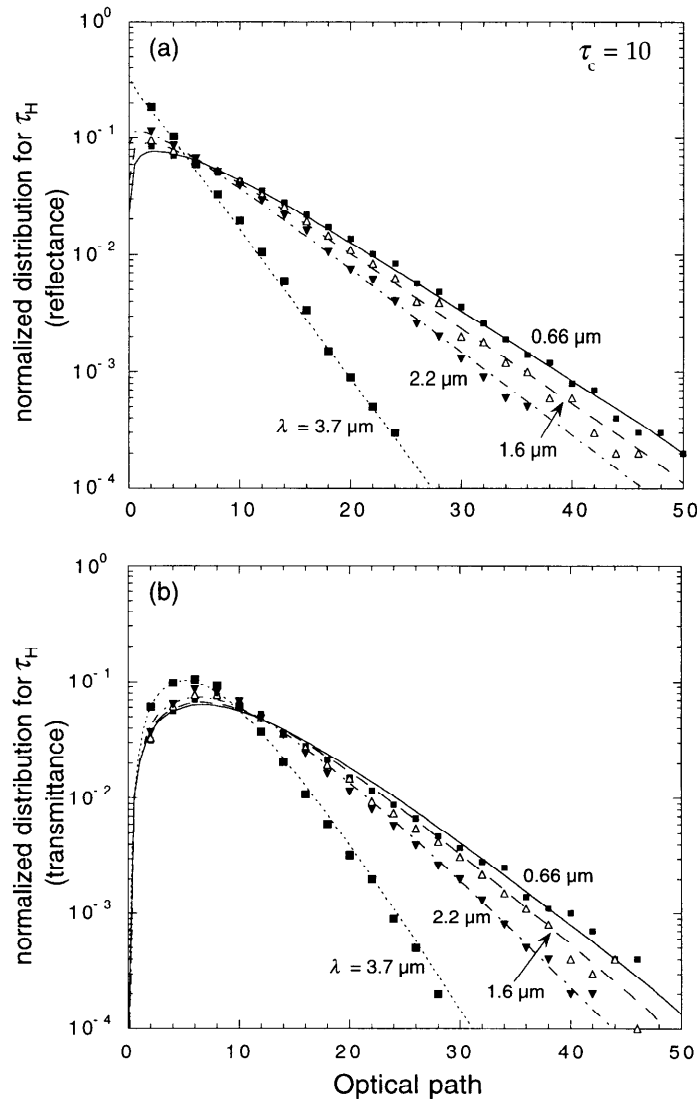 (a)
τc = 10
10⁰
10⁻¹
10⁻²
10⁻³
10⁻⁴
normalized distribution for τH
(reflectance)
0.66 μm
2.2 μm
λ = 3.7 μm
1.6 μm
0 10 20 30 40 50
(b)
10⁰
10⁻¹
10⁻²
10⁻³
10⁻⁴
normalized distribution for τH
(transmittance)
0.66 μm
2.2 μm
λ = 3.7 μm
1.6 μm
0 10 20 30 40 50
Optical path